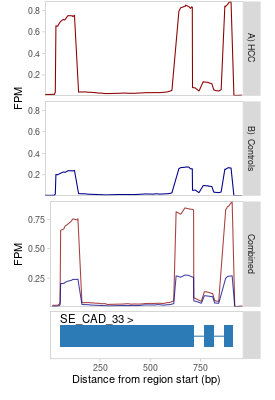 0.8
0.6
0.4
0.2
FPM
A) HCC
0.8
0.6
0.4
0.2
FPM
B) Controls
0.75
0.50
0.25
FPM
Combined
SE_CAD_33 >
250
500
750
Distance from region start (bp)